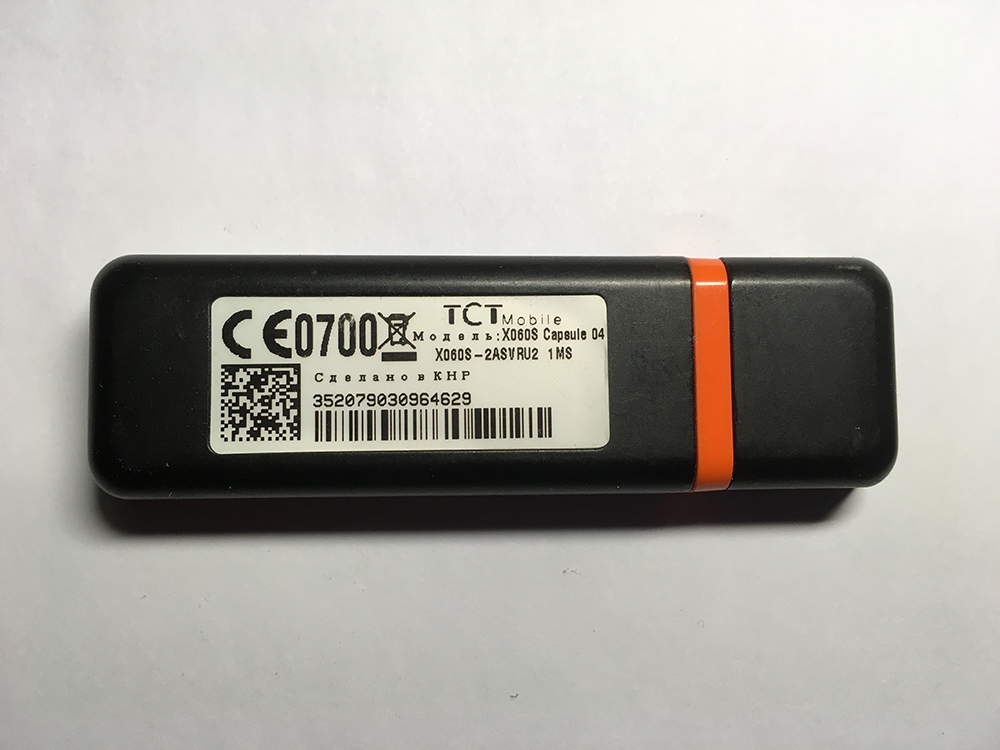 CE0700
TCT Mobile
Модель:X060S Capsule 04
X060S-2ASVRU2 1MS
Сделано в КНР
352079030964629